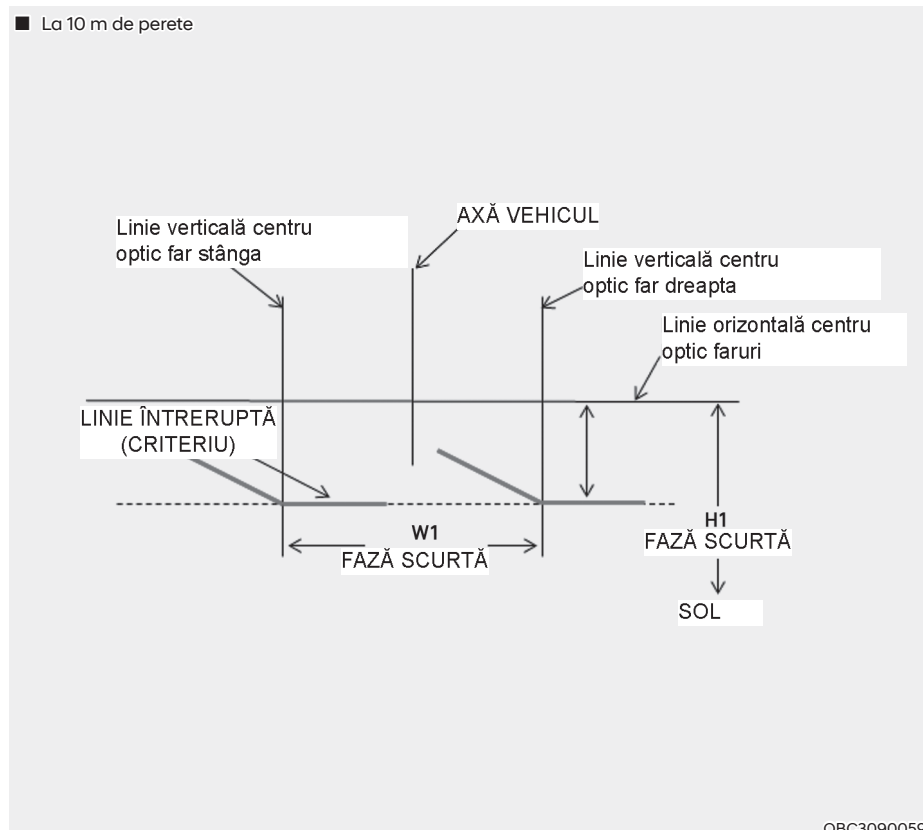 ■ La 10 m de perete
AXĂ VEHICUL
Linie verticală centru
optic far stânga
Linie verticală centru
optic far dreapta
Linie orizontală centru
optic faruri
LINIE ÎNTRERUPTĂ
(CRITERIU)
W1
FAZĂ SCURTĂ
H1
FAZĂ SCURTĂ
SOL
OBC3090059